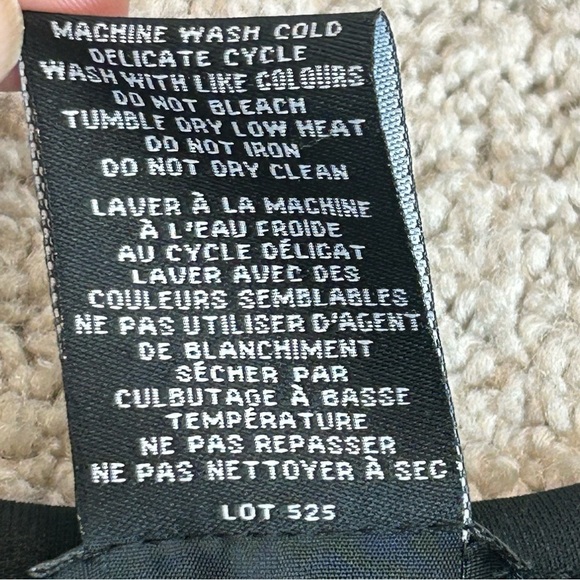 MACHINE WASH COLD
DELICATE CYCLE
WASH WITH LIKE COLOURS
DO NOT BLEACH
TUMBLE DRY LOW HEAT
DO NOT IRON
DO NOT DRY CLEAN
LAVER À LA MACHINE
À L'EAU FROIDE
AU CYCLE DÉLICAT
LAVER AVEC DES
COULEURS SEMBLABLES
NE PAS UTILISER D'AGENT
DE BLANCHIMENT
SÉCHER PAR
CULBUTAGE À BASSE
TEMPÉRATURE
NE PAS REPASSER
NE PAS NETTOYER À SEC
LOT 525